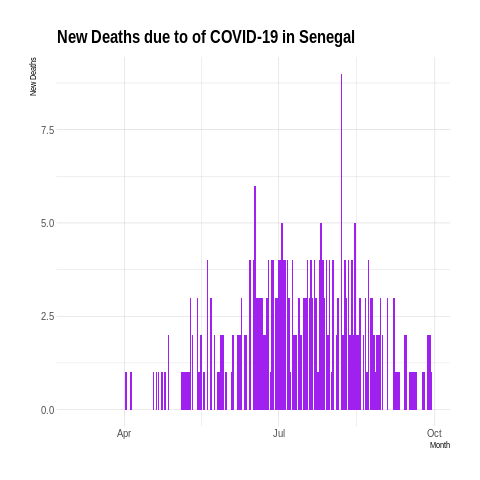 New Deaths due to of COVID-19 in Senegal
New Deaths
7.5
5.0
2.5
0.0
Apr Jul Oct
Month